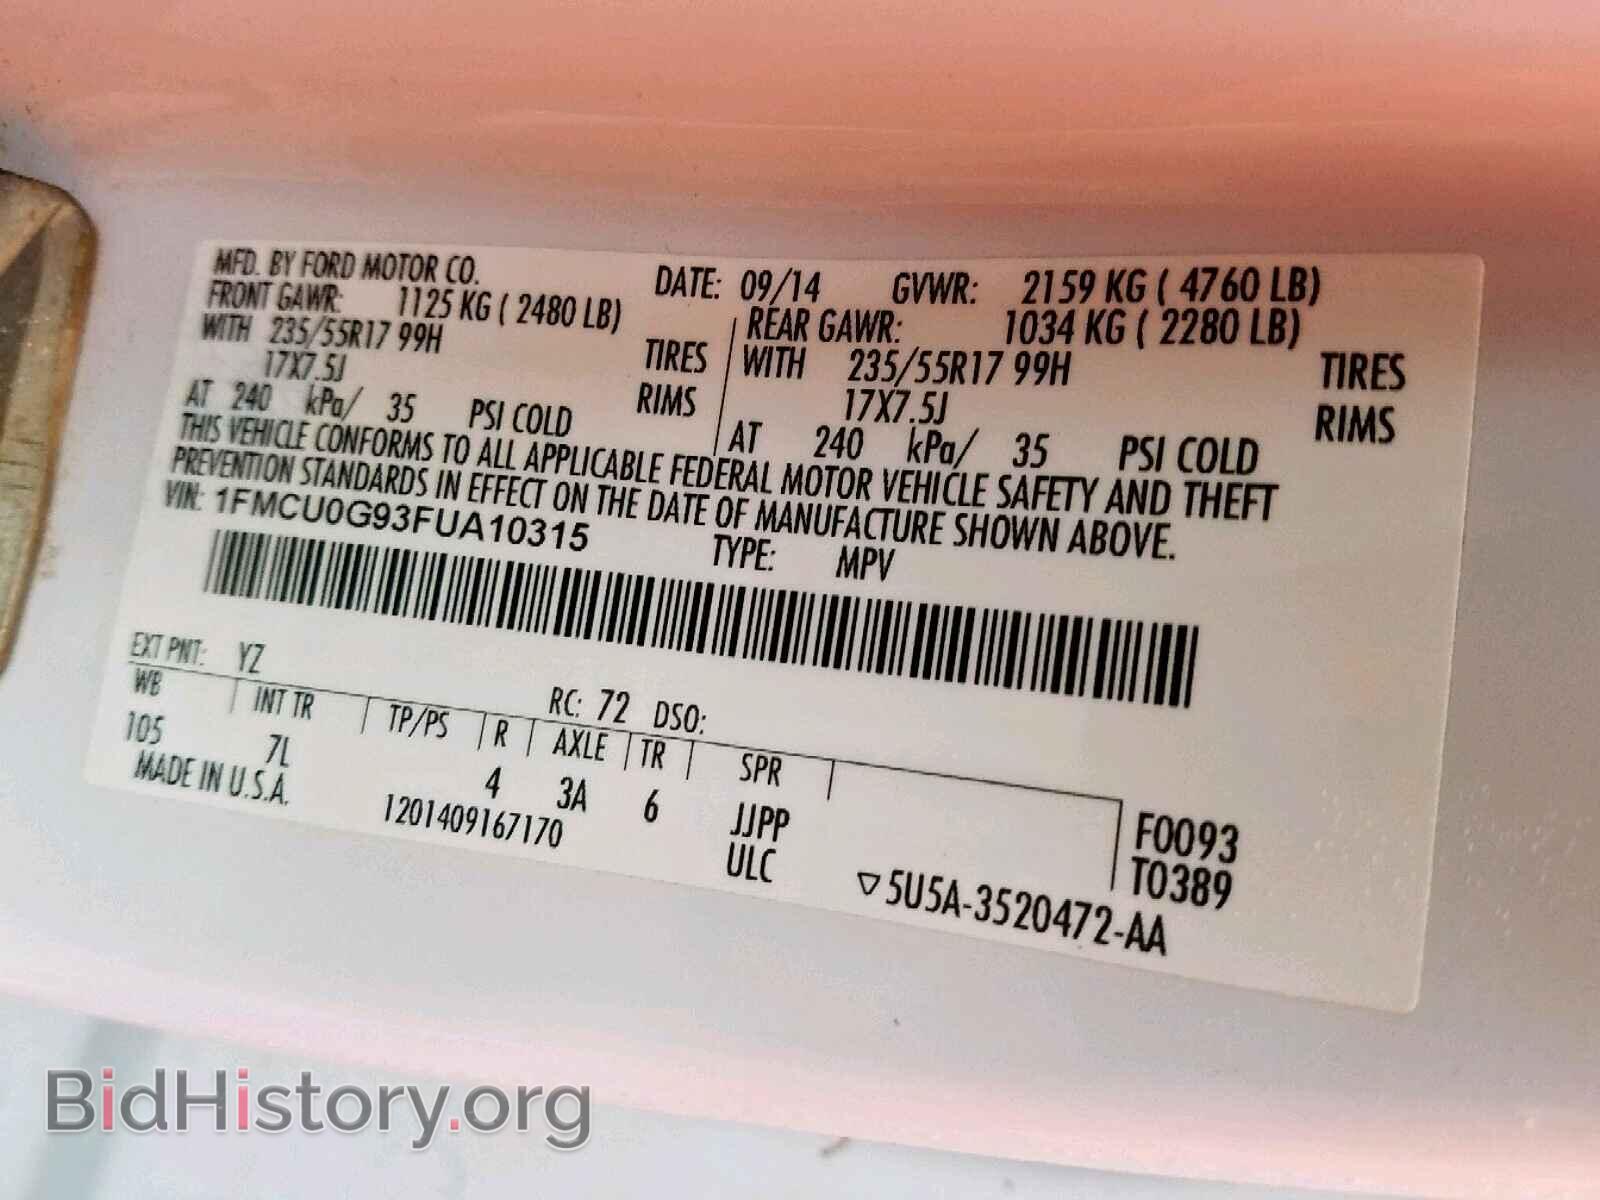 MFD. BY FORD MOTOR CO. DATE: 09/14 GVWR: 2159 KG ( 4760 LB)
FRONT GAWR: 1125 KG ( 2480 LB) REAR GAWR: 1034 KG ( 2280 LB)
WITH 235/55R17 99H TIRES WITH 235/55R17 99H TIRES
17X7.5J RIMS 17X7.5J RIMS
AT 240 kPa/ 35 PSI COLD AT 240 kPa/ 35 PSI COLD
THIS VEHICLE CONFORMS TO ALL APPLICABLE FEDERAL MOTOR VEHICLE SAFETY AND THEFT
PREVENTION STANDARDS IN EFFECT ON THE DATE OF MANUFACTURE SHOWN ABOVE.
VIN: 1FMCU0G93FUA10315 TYPE: MPV
EXT PNT: YZ RC: 72 DSO:
WB INT TR TP/PS R AXLE TR SPR
105 7L 4 3A 6 JJPP F0093
MADE IN U.S.A. 1201409167170 ULC T0389
▽5U5A-3520472-AA
BidHistory.org